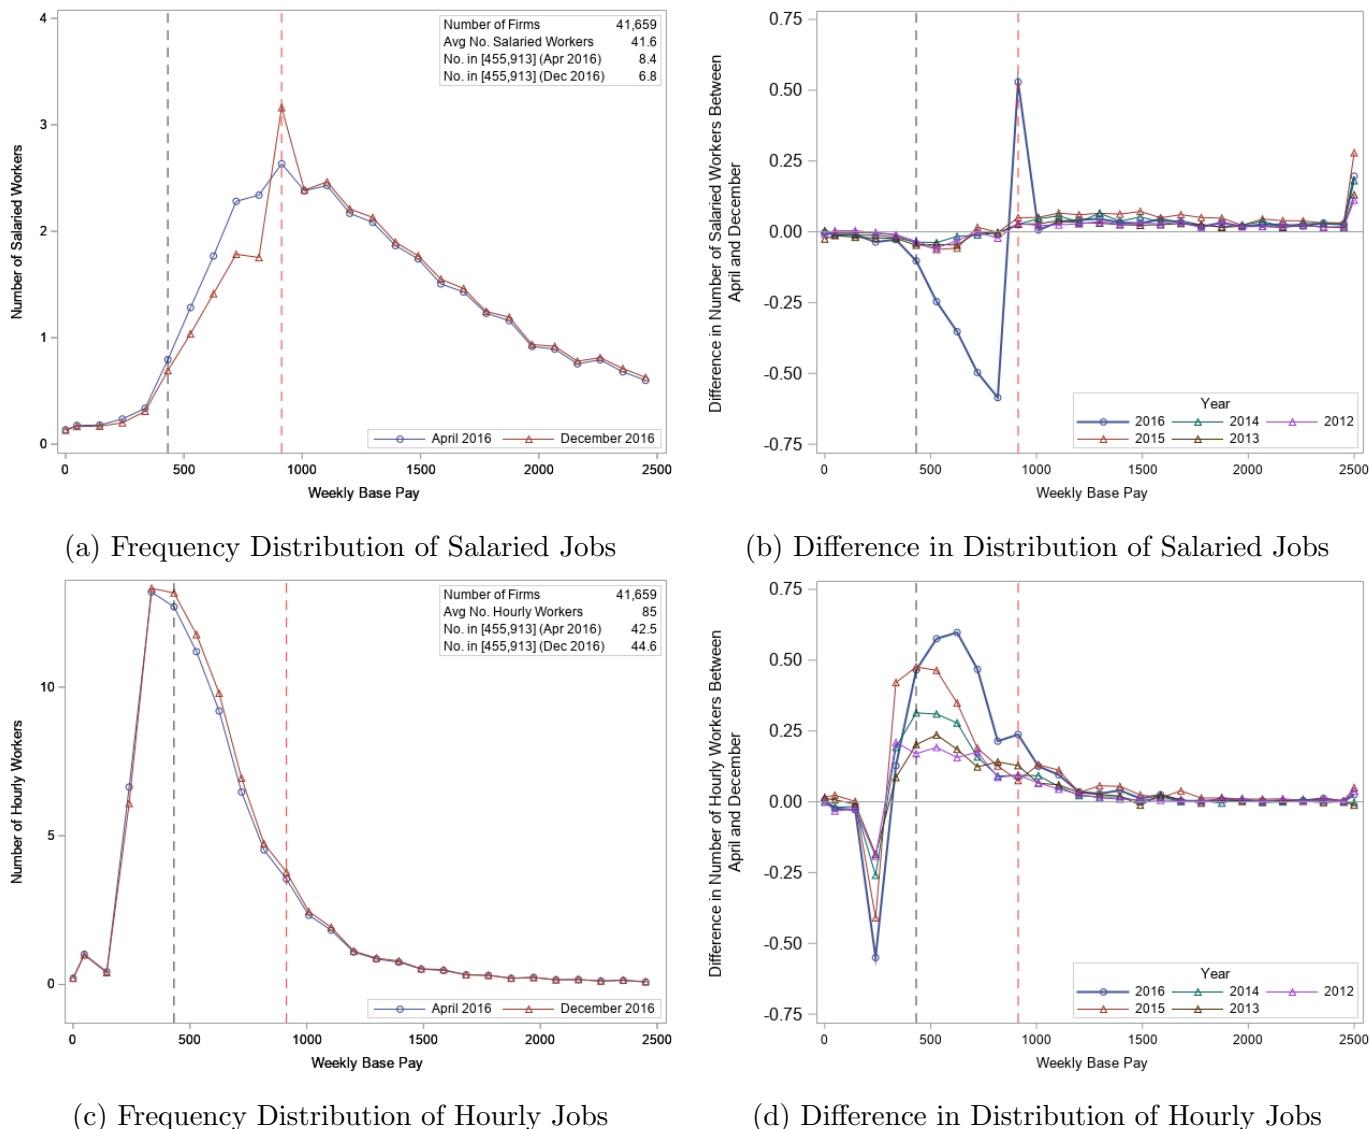 4
3
2
1
0
Number of Salaried Workers
Number of Firms 41,659
Avg No. Salaried Workers 41.6
No. in [455,913] (Apr 2016) 8.4
No. in [455,913] (Dec 2016) 6.8
April 2016 December 2016
0 500 1000 1500 2000 2500
Weekly Base Pay
(a) Frequency Distribution of Salaried Jobs
0.75
0.50
0.25
0.00
-0.25
-0.50
-0.75
Difference in Number of Salaried Workers Between
April and December
Year
2016 2014 2012
2015 2013
0 500 1000 1500 2000 2500
Weekly Base Pay
(b) Difference in Distribution of Salaried Jobs
10
5
0
Number of Hourly Workers
Number of Firms 41,659
Avg No. Hourly Workers 85
No. in [455,913] (Apr 2016) 42.5
No. in [455,913] (Dec 2016) 44.6
April 2016 December 2016
0 500 1000 1500 2000 2500
Weekly Base Pay
(c) Frequency Distribution of Hourly Jobs
0.75
0.50
0.25
0.00
-0.25
-0.50
-0.75
Difference in Number of Hourly Workers Between
April and December
Year
2016 2014 2012
2015 2013
0 500 1000 1500 2000 2500
Weekly Base Pay
(d) Difference in Distribution of Hourly Jobs